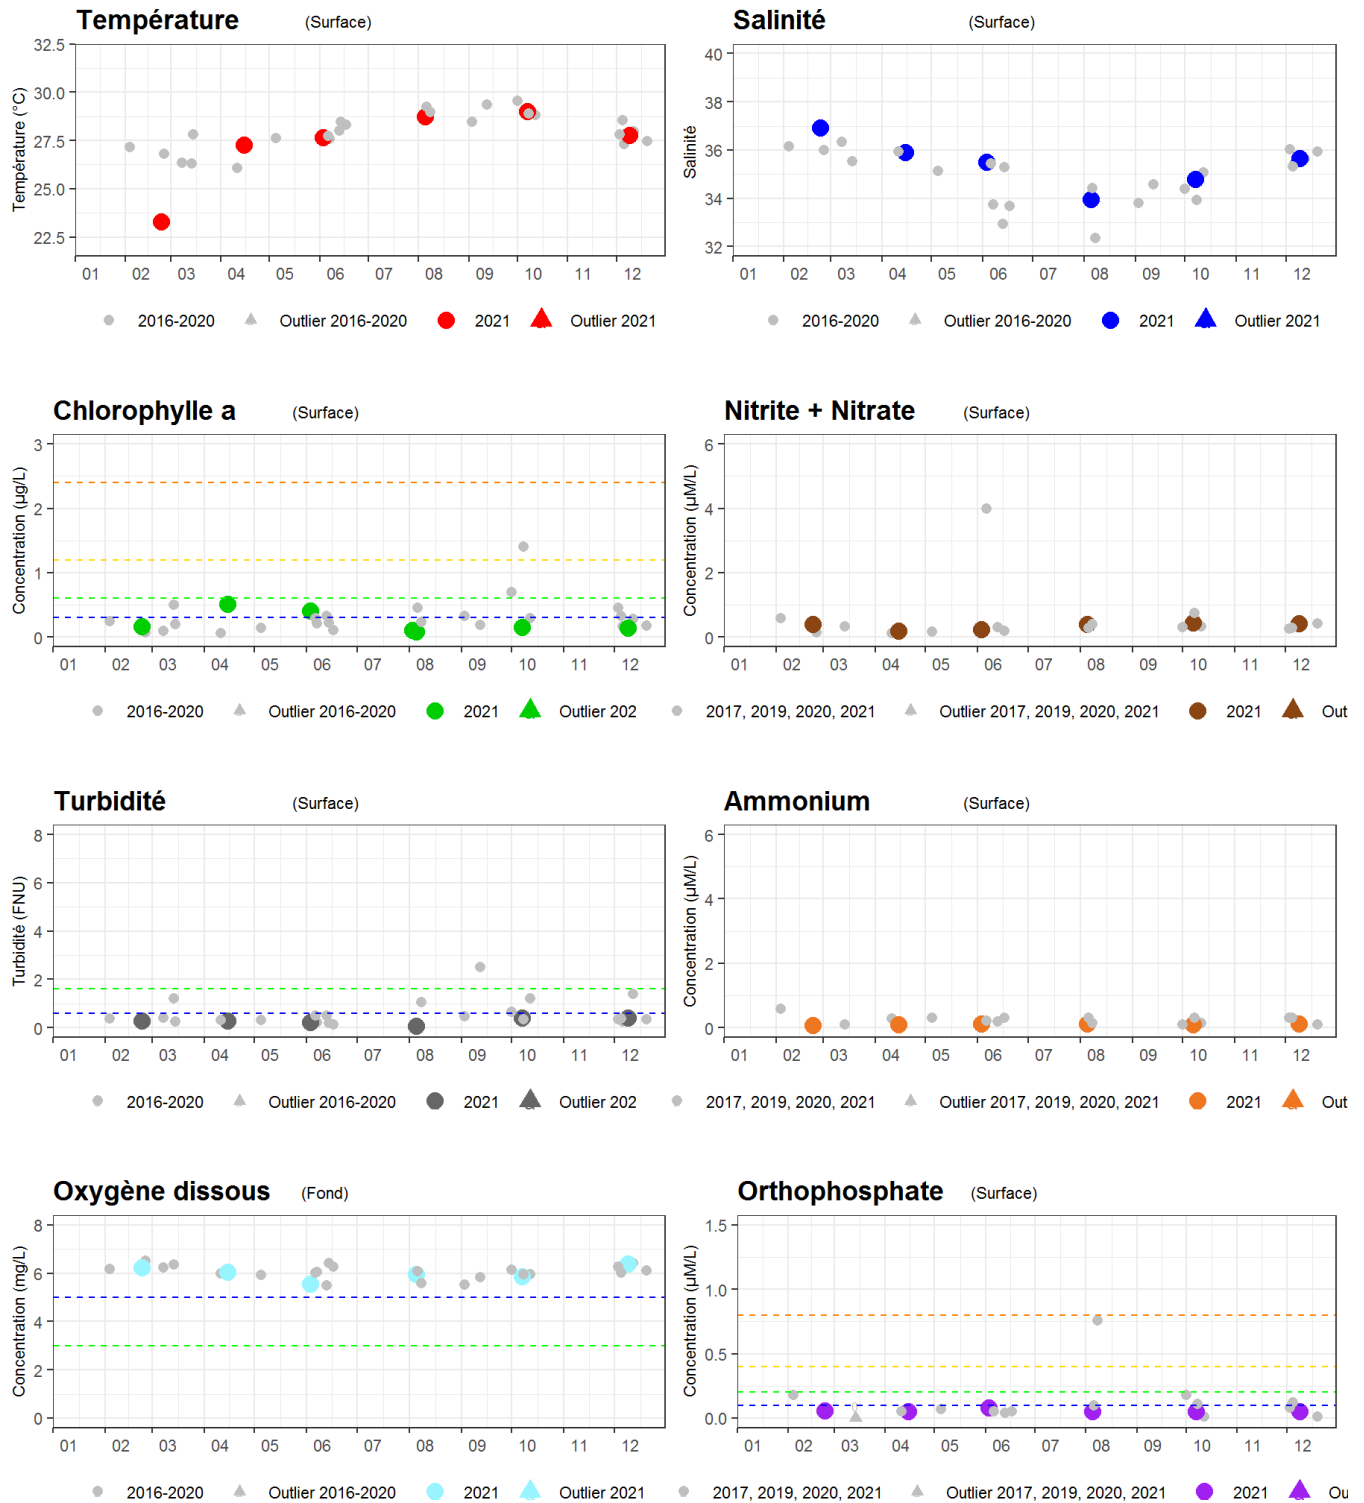 Température (Surface)
Salinité (Surface)
Température (°C)
32.5
30.0
27.5
25.0
22.5
01 02 03 04 05 06 07 08 09 10 11 12
Salinité
40
38
36
34
32
01 02 03 04 05 06 07 08 09 10 11 12
2016-2020 Outlier 2016-2020 2021 Outlier 2021
2016-2020 Outlier 2016-2020 2021 Outlier 2021
Chlorophylle a (Surface)
Nitrite + Nitrate (Surface)
Concentration (µg/L)
3
2
1
0
01 02 03 04 05 06 07 08 09 10 11 12
Concentration (µM/L)
6
4
2
0
01 02 03 04 05 06 07 08 09 10 11 12
2016-2020 Outlier 2016-2020 2021 Outlier 202
2017, 2019, 2020, 2021 Outlier 2017, 2019, 2020, 2021 2021 Out
Turbidité (Surface)
Ammonium (Surface)
Turbidité (FNU)
8
6
4
2
0
01 02 03 04 05 06 07 08 09 10 11 12
Concentration (µM/L)
6
4
2
0
01 02 03 04 05 06 07 08 09 10 11 12
2016-2020 Outlier 2016-2020 2021 Outlier 202
2017, 2019, 2020, 2021 Outlier 2017, 2019, 2020, 2021 2021 Out
Oxygène dissous (Fond)
Orthophosphate (Surface)
Concentration (mg/L)
8
6
4
2
0
01 02 03 04 05 06 07 08 09 10 11 12
Concentration (µM/L)
1.5
1.0
0.5
0.0
01 02 03 04 05 06 07 08 09 10 11 12
2016-2020 Outlier 2016-2020 2021 Outlier 2021
2017, 2019, 2020, 2021 Outlier 2017, 2019, 2020, 2021 2021 Ou